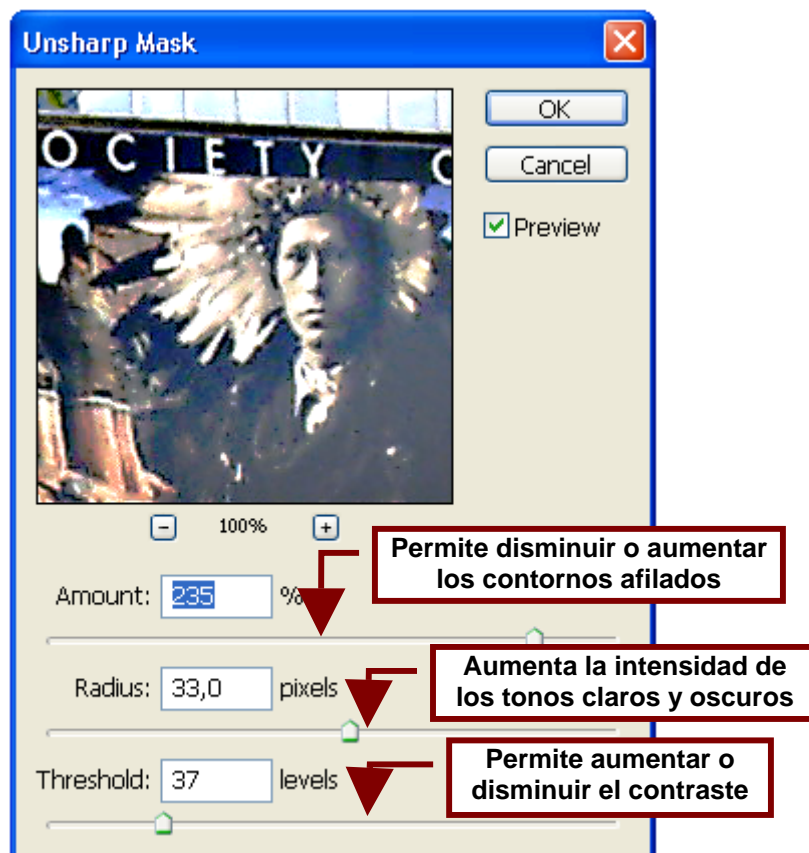 Unsharp Mask
OCIETY C
OK
Cancel
Preview
100%
Permite disminuir o aumentar
los contornos afilados
Amount: 235 %
Aumenta la intensidad de
los tonos claros y oscuros
Radius: 33,0 pixels
Permite aumentar o
disminuir el contraste
Threshold: 37 levels